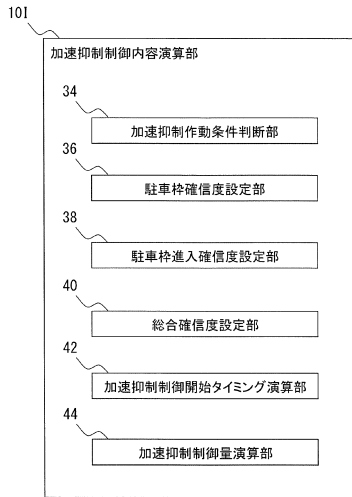 10I
加速抑制制御内容演算部
34
加速抑制作動条件判断部
36
駐車枠確信度設定部
38
駐車枠進入確信度設定部
40
総合確信度設定部
42
加速抑制制御開始タイミング演算部
44
加速抑制制御量演算部